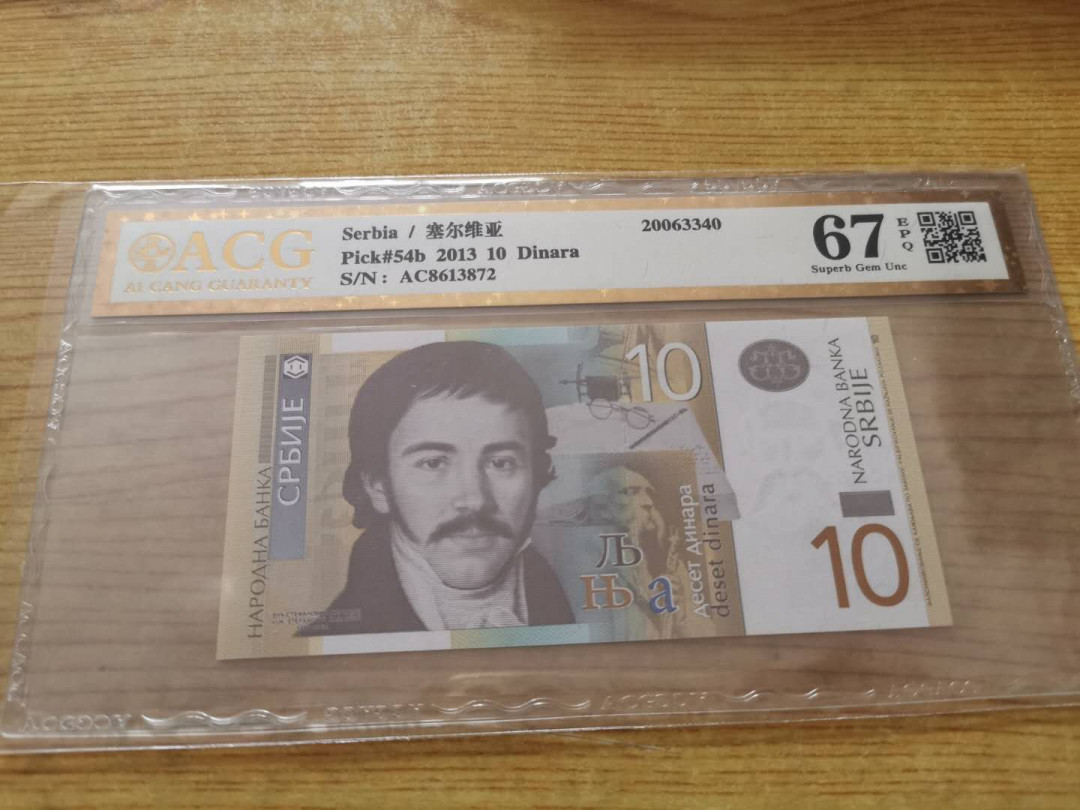 ACG
AI CANG GUARANTY
Serbia / 塞尔维亚
20063340
Pick#54b 2013 10 Dinara
S/N: AC8613872
67
EPQ
Superb Gem Unc
НАРОДНА БАНКА
СРБИЈЕ
10
Љ
Њ а
десет динара
deset dinara
NARODNA BANKA
SRBIJE
10